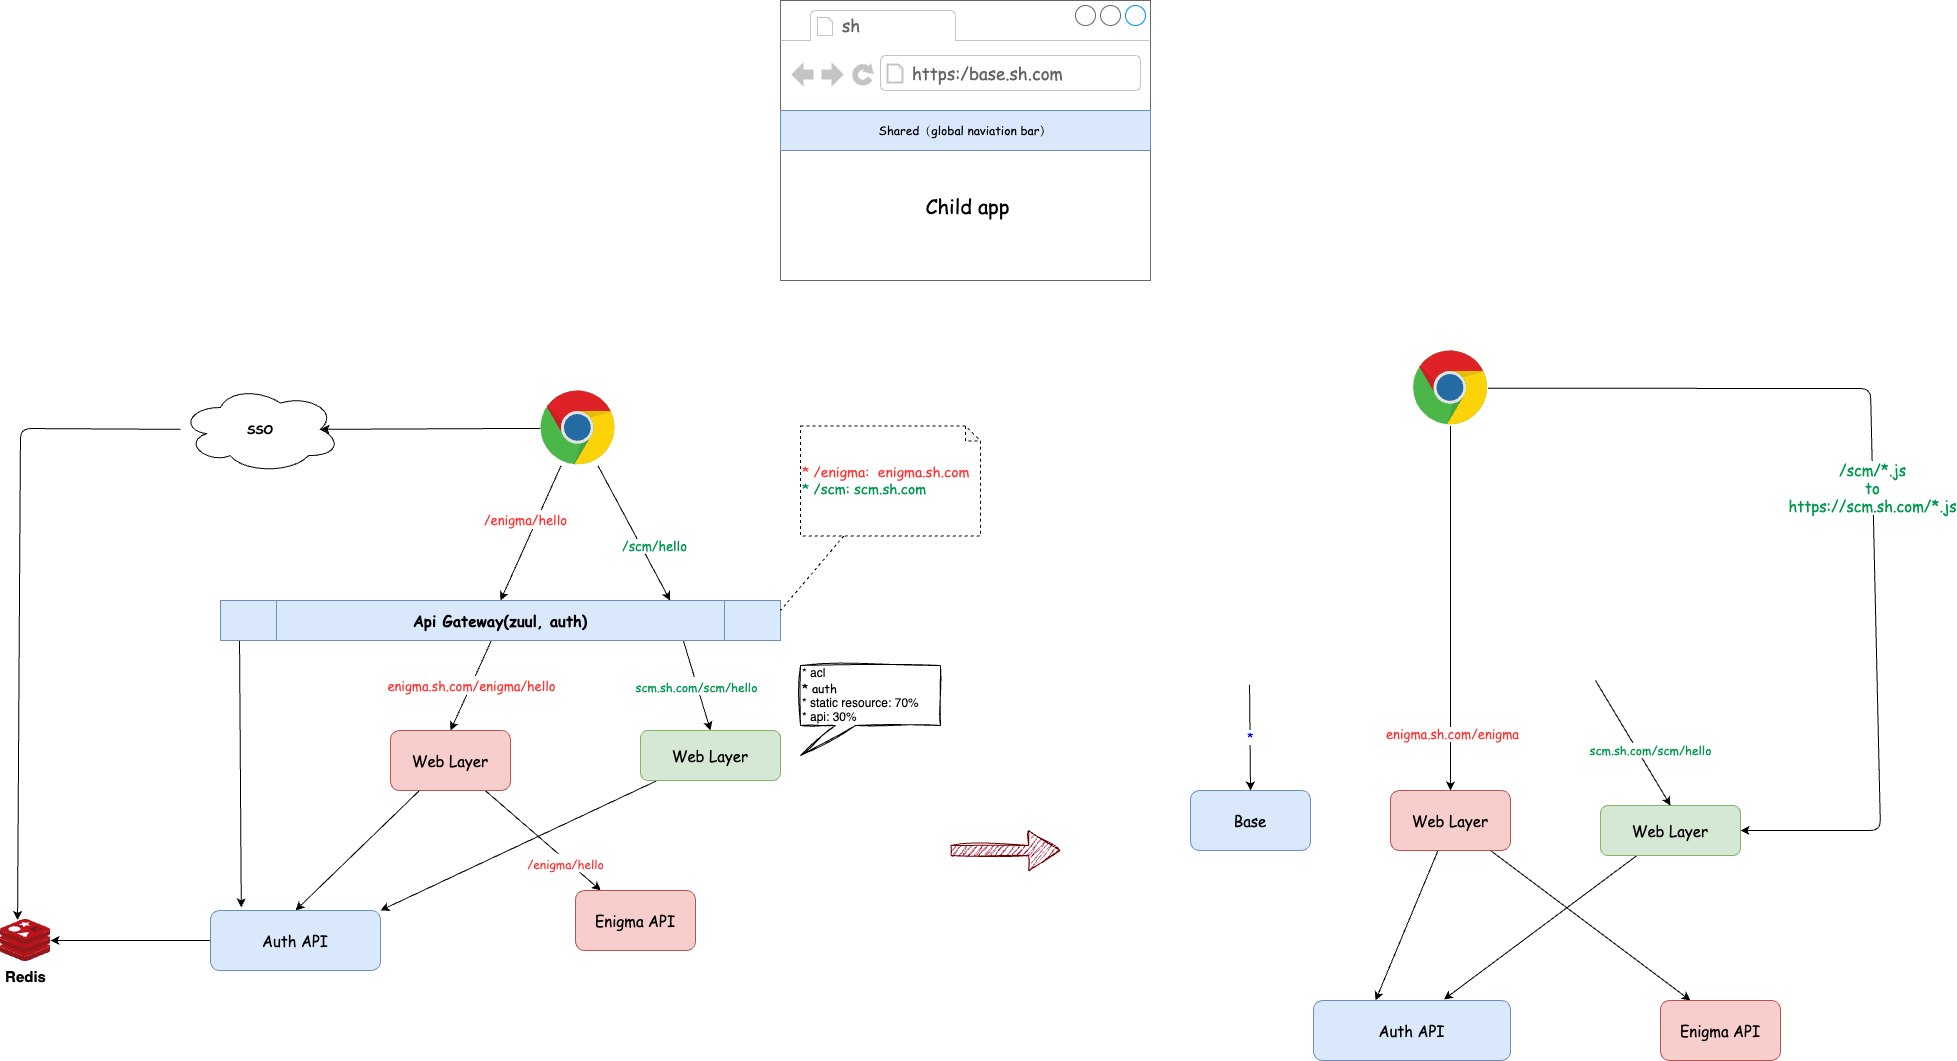 sh
https:/base.sh.com
Shared（global naviation bar）
Child app
sso
/enigma/hello
/scm/hello
* /enigma: enigma.sh.com
* /scm: scm.sh.com
Api Gateway(zuul, auth)
enigma.sh.com/enigma/hello
scm.sh.com/scm/hello
* acl
* auth
* static resource: 70%
* api: 30%
Web Layer
Web Layer
/enigma/hello
Enigma API
Auth API
Redis
/scm/*.js
to
https://scm.sh.com/*.js
*
enigma.sh.com/enigma
scm.sh.com/scm/hello
Base
Web Layer
Web Layer
Auth API
Enigma API